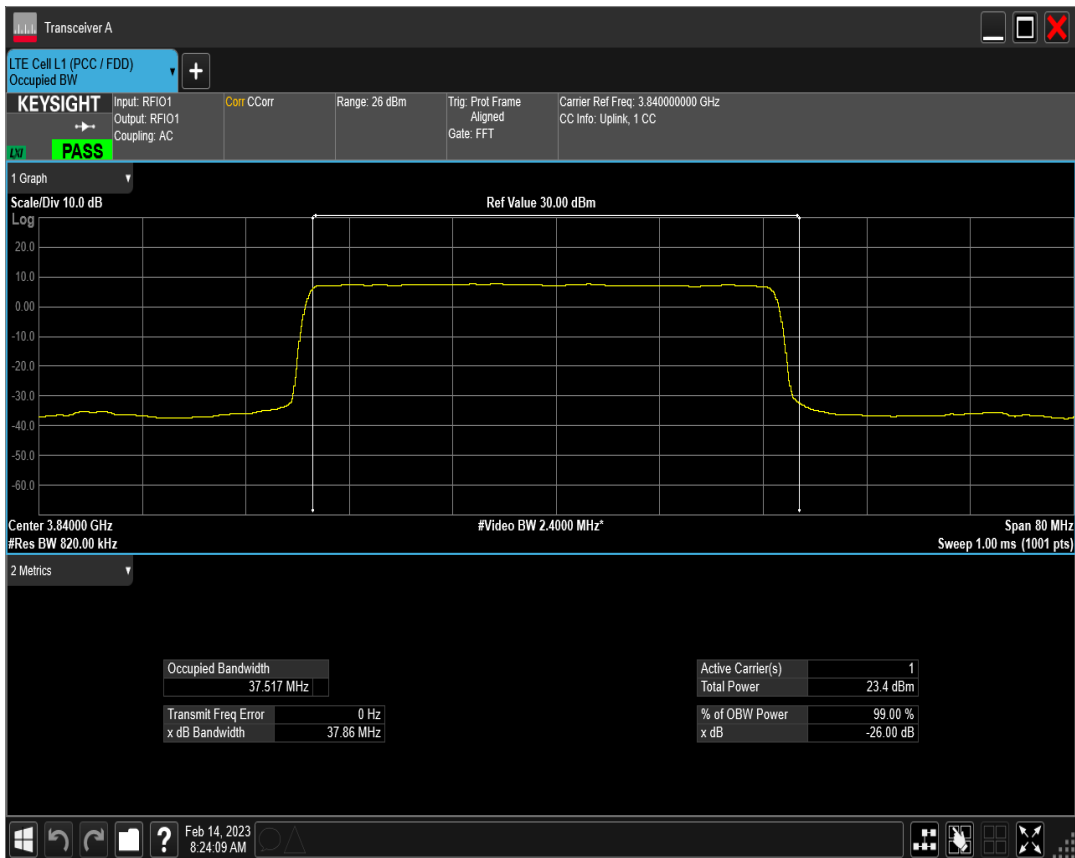 Transceiver A
LTE Cell L1 (PCC / FDD)
Occupied BW
+
KEYSIGHT
LXI
PASS
Input: RFIO1
Output: RFIO1
Coupling: AC
Corr CCorr
Range: 26 dBm
Trig: Prot Frame
Aligned
Gate: FFT
Carrier Ref Freq: 3.840000000 GHz
CC Info: Uplink, 1 CC
1 Graph
Scale/Div 10.0 dB
Ref Value 30.00 dBm
Log
20.0
10.0
0.00
-10.0
-20.0
-30.0
-40.0
-50.0
-60.0
Center 3.84000 GHz
#Video BW 2.4000 MHz*
Span 80 MHz
#Res BW 820.00 kHz
Sweep 1.00 ms (1001 pts)
2 Metrics
Occupied Bandwidth
37.517 MHz
Transmit Freq Error 0 Hz
x dB Bandwidth 37.86 MHz
Active Carrier(s) 1
Total Power 23.4 dBm
% of OBW Power 99.00 %
x dB -26.00 dB
?
Feb 14, 2023
8:24:09 AM